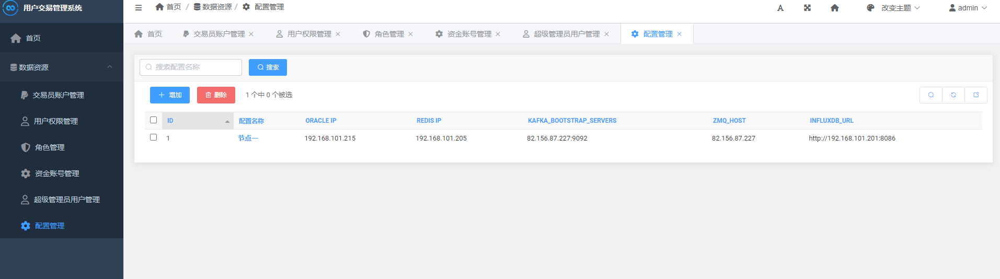 用户交易管理系统
首页 / 数据资源 / 配置管理
改变主题 admin
首页 交易员账户管理 用户权限管理 角色管理 资金账号管理 超级管理员用户管理 配置管理
首页
数据资源
交易员账户管理
用户权限管理
角色管理
资金账号管理
超级管理员用户管理
配置管理
搜索配置名称 搜索
增加 删除 1 个中 0 个被选
ID 配置名称 ORACLE IP REDIS IP KAFKA_BOOTSTRAP_SERVERS ZMQ_HOST INFLUXDB_URL
1 节点一 192.168.101.215 192.168.101.205 82.156.87.227:9092 82.156.87.227 http://192.168.101.201:8086